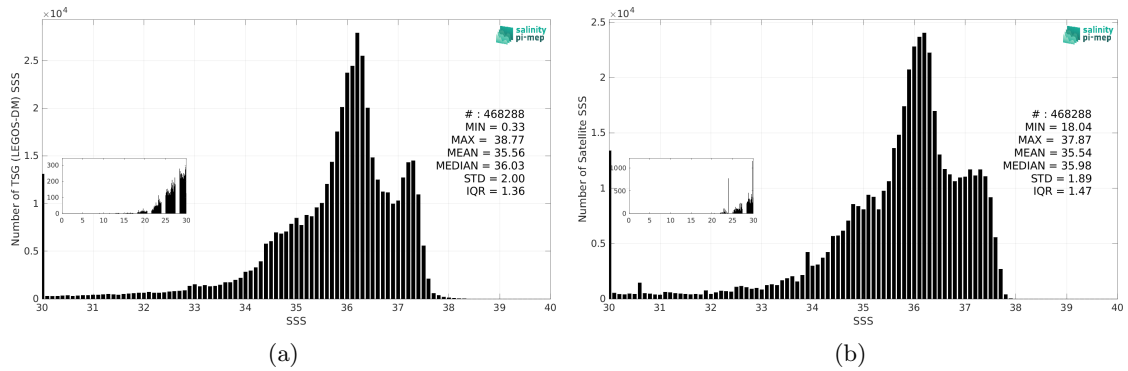 ×10⁴
salinity
pi-mep
2.5
2
1.5
1
0.5
0
Number of TSG (LEGOS-DM) SSS
# : 468288
MIN = 0.33
MAX = 38.77
MEAN = 35.56
MEDIAN = 36.03
STD = 2.00
IQR = 1.36
300
200
100
0
0 5 10 15 20 25 30
30 31 32 33 34 35 36 37 38 39 40
SSS
(a)
×10⁴
salinity
pi-mep
2.5
2
1.5
1
0.5
0
Number of Satellite SSS
# : 468288
MIN = 18.04
MAX = 37.87
MEAN = 35.54
MEDIAN = 35.98
STD = 1.89
IQR = 1.47
1000
500
0
0 5 10 15 20 25 30
30 31 32 33 34 35 36 37 38 39 40
SSS
(b)